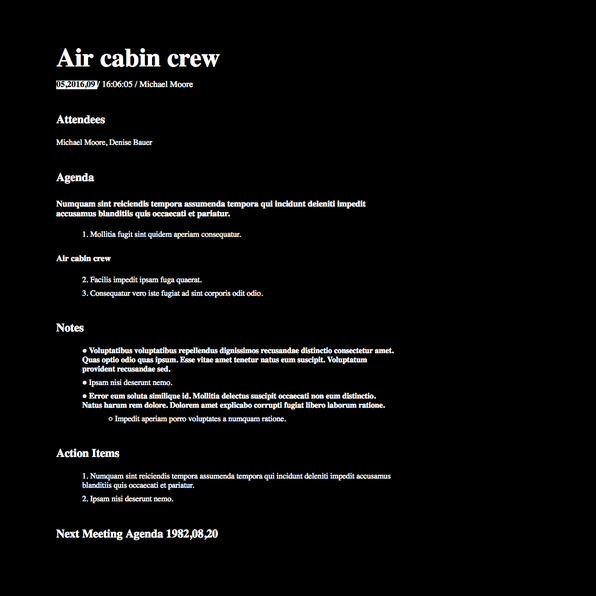 Air cabin crew
05,2016,09 / 16:06:05 / Michael Moore
Attendees
Michael Moore, Denise Bauer
Agenda
Numquam sint reiciendis tempora assumenda tempora qui incidunt deleniti impedit
accusamus blanditiis quis occaecati et pariatur.
1. Mollitia fugit sint quidem aperiam consequatur.
Air cabin crew
2. Facilis impedit ipsam fuga quaerat.
3. Consequatur vero iste fugiat ad sint corporis odit odio.
Notes
● Voluptatibus voluptatibus repellendus dignissimos recusandae distinctio consectetur amet.
Quas optio odio quas ipsum. Esse vitae amet tenetur natus eum suscipit. Voluptatum
provident recusandae sed.
● Ipsam nisi deserunt nemo.
● Error eum soluta similique id. Mollitia delectus suscipit occaecati non eum distinctio.
Natus harum rem dolore. Dolorem amet explicabo corrupti fugiat libero laborum ratione.
○ Impedit aperiam porro voluptates a numquam ratione.
Action Items
1. Numquam sint reiciendis tempora assumenda tempora qui incidunt deleniti impedit accusamus
blanditiis quis occaecati et pariatur.
2. Ipsam nisi deserunt nemo.
Next Meeting Agenda 1982,08,20